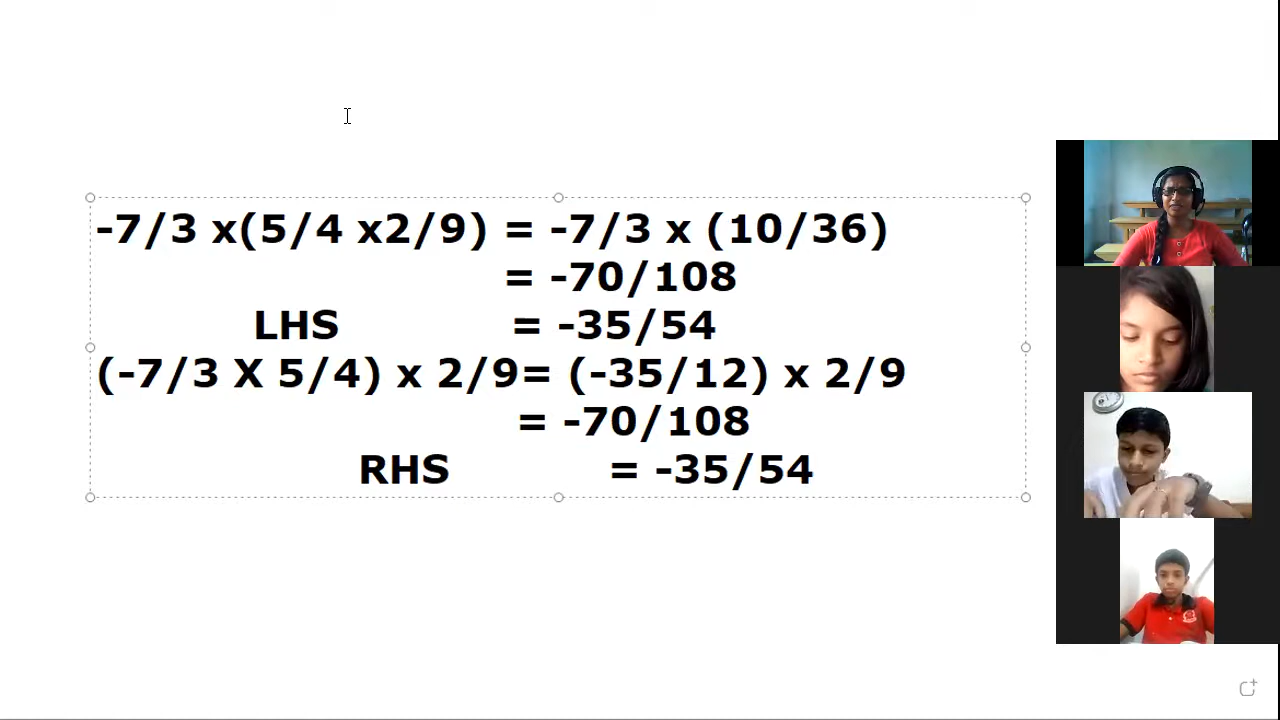 -7/3 x(5/4 x2/9) = -7/3 x (10/36)
= -70/108
LHS = -35/54
(-7/3 X 5/4) x 2/9= (-35/12) x 2/9
= -70/108
RHS = -35/54